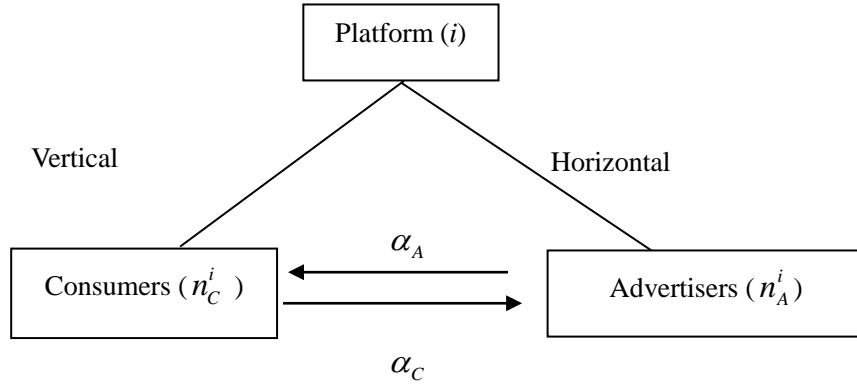 Platform (i)
Vertical
Horizontal
α_A
Consumers ( n_C^i )
Advertisers ( n_A^i )
α_C